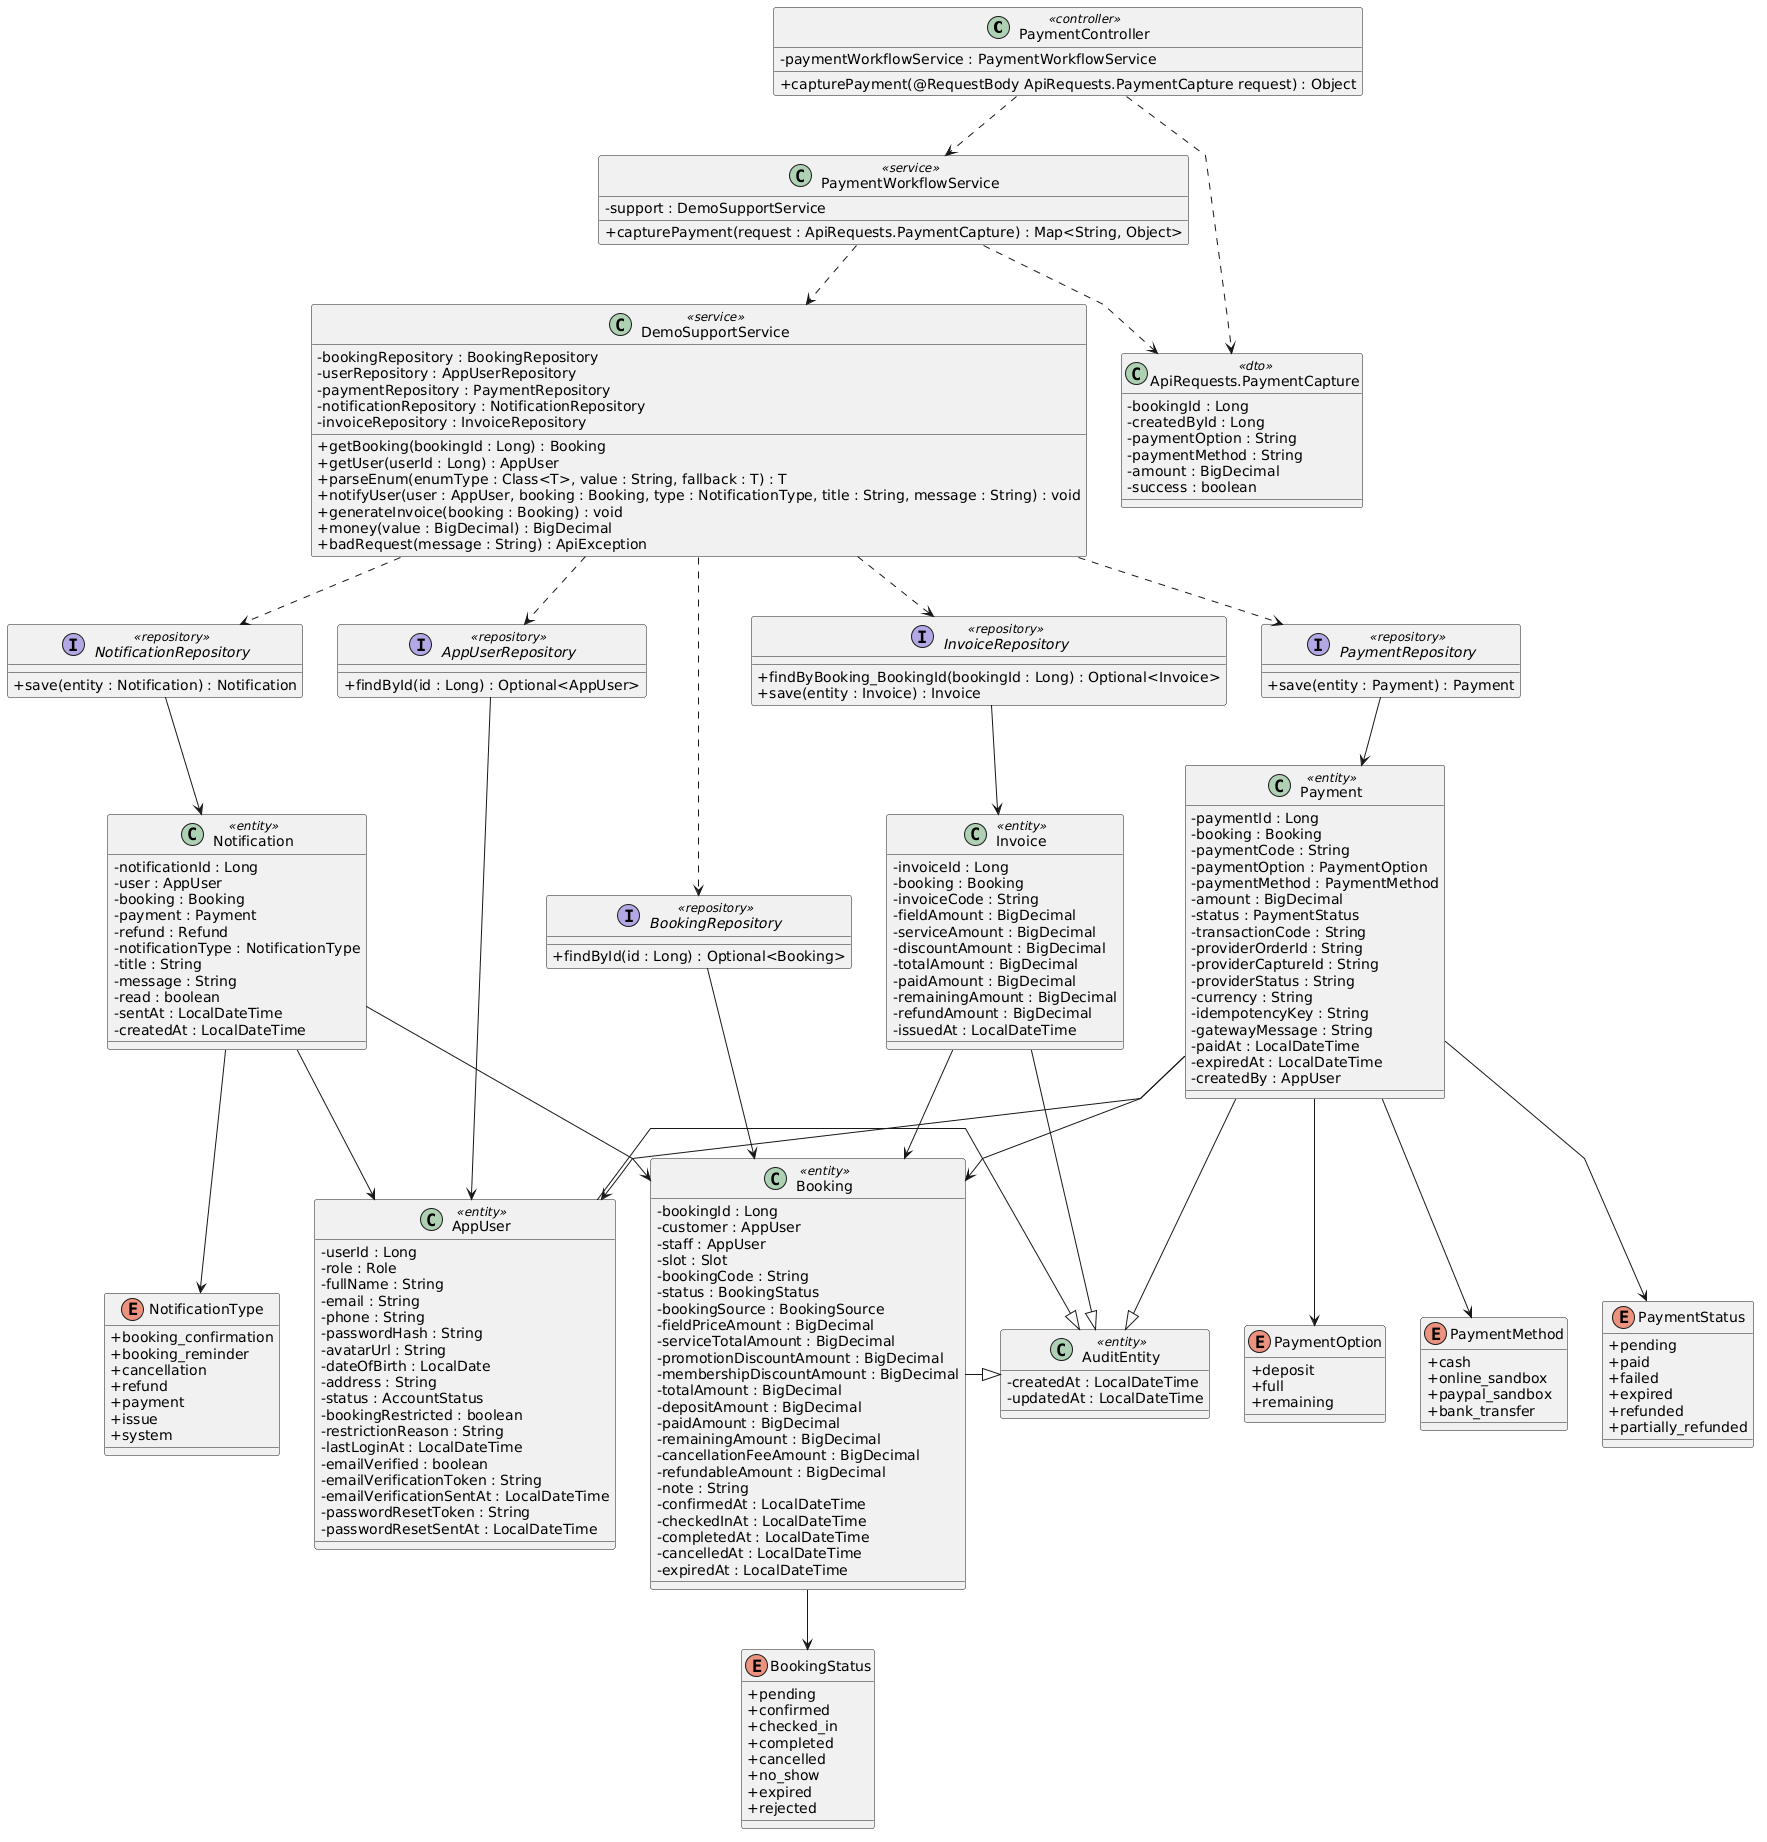 C
«controller»
PaymentController
-paymentWorkflowService : PaymentWorkflowService
+capturePayment(@RequestBody ApiRequests.PaymentCapture request) : Object
C
«service»
PaymentWorkflowService
-support : DemoSupportService
+capturePayment(request : ApiRequests.PaymentCapture) : Map<String, Object>
C
«service»
DemoSupportService
-bookingRepository : BookingRepository
-userRepository : AppUserRepository
-paymentRepository : PaymentRepository
-notificationRepository : NotificationRepository
-invoiceRepository : InvoiceRepository
+getBooking(bookingId : Long) : Booking
+getUser(userId : Long) : AppUser
+parseEnum(enumType : Class<T>, value : String, fallback : T) : T
+notifyUser(user : AppUser, booking : Booking, type : NotificationType, title : String, message : String) : void
+generateInvoice(booking : Booking) : void
+money(value : BigDecimal) : BigDecimal
+badRequest(message : String) : ApiException
C
«dto»
ApiRequests.PaymentCapture
-bookingId : Long
-createdById : Long
-paymentOption : String
-paymentMethod : String
-amount : BigDecimal
-success : boolean
I
«repository»
NotificationRepository
+save(entity : Notification) : Notification
I
«repository»
AppUserRepository
+findById(id : Long) : Optional<AppUser>
I
«repository»
InvoiceRepository
+findByBooking_BookingId(bookingId : Long) : Optional<Invoice>
+save(entity : Invoice) : Invoice
I
«repository»
PaymentRepository
+save(entity : Payment) : Payment
C
«entity»
Notification
-notificationId : Long
-user : AppUser
-booking : Booking
-payment : Payment
-refund : Refund
-notificationType : NotificationType
-title : String
-message : String
-read : boolean
-sentAt : LocalDateTime
-createdAt : LocalDateTime
I
«repository»
BookingRepository
+findById(id : Long) : Optional<Booking>
C
«entity»
Invoice
-invoiceId : Long
-booking : Booking
-invoiceCode : String
-fieldAmount : BigDecimal
-serviceAmount : BigDecimal
-discountAmount : BigDecimal
-totalAmount : BigDecimal
-paidAmount : BigDecimal
-remainingAmount : BigDecimal
-refundAmount : BigDecimal
-issuedAt : LocalDateTime
C
«entity»
Payment
-paymentId : Long
-booking : Booking
-paymentCode : String
-paymentOption : PaymentOption
-paymentMethod : PaymentMethod
-amount : BigDecimal
-status : PaymentStatus
-transactionCode : String
-providerOrderId : String
-providerCaptureId : String
-providerStatus : String
-currency : String
-idempotencyKey : String
-gatewayMessage : String
-paidAt : LocalDateTime
-expiredAt : LocalDateTime
-createdBy : AppUser
E
NotificationType
+booking_confirmation
+booking_reminder
+cancellation
+refund
+payment
+issue
+system
C
«entity»
AppUser
-userId : Long
-role : Role
-fullName : String
-email : String
-phone : String
-passwordHash : String
-avatarUrl : String
-dateOfBirth : LocalDate
-address : String
-status : AccountStatus
-bookingRestricted : boolean
-restrictionReason : String
-lastLoginAt : LocalDateTime
-emailVerified : boolean
-emailVerificationToken : String
-emailVerificationSentAt : LocalDateTime
-passwordResetToken : String
-passwordResetSentAt : LocalDateTime
C
«entity»
Booking
-bookingId : Long
-customer : AppUser
-staff : AppUser
-slot : Slot
-bookingCode : String
-status : BookingStatus
-bookingSource : BookingSource
-fieldPriceAmount : BigDecimal
-serviceTotalAmount : BigDecimal
-promotionDiscountAmount : BigDecimal
-membershipDiscountAmount : BigDecimal
-totalAmount : BigDecimal
-depositAmount : BigDecimal
-paidAmount : BigDecimal
-remainingAmount : BigDecimal
-cancellationFeeAmount : BigDecimal
-refundableAmount : BigDecimal
-note : String
-confirmedAt : LocalDateTime
-checkedInAt : LocalDateTime
-completedAt : LocalDateTime
-cancelledAt : LocalDateTime
-expiredAt : LocalDateTime
C
«entity»
AuditEntity
-createdAt : LocalDateTime
-updatedAt : LocalDateTime
E
PaymentOption
+deposit
+full
+remaining
E
PaymentMethod
+cash
+online_sandbox
+paypal_sandbox
+bank_transfer
E
PaymentStatus
+pending
+paid
+failed
+expired
+refunded
+partially_refunded
E
BookingStatus
+pending
+confirmed
+checked_in
+completed
+cancelled
+no_show
+expired
+rejected